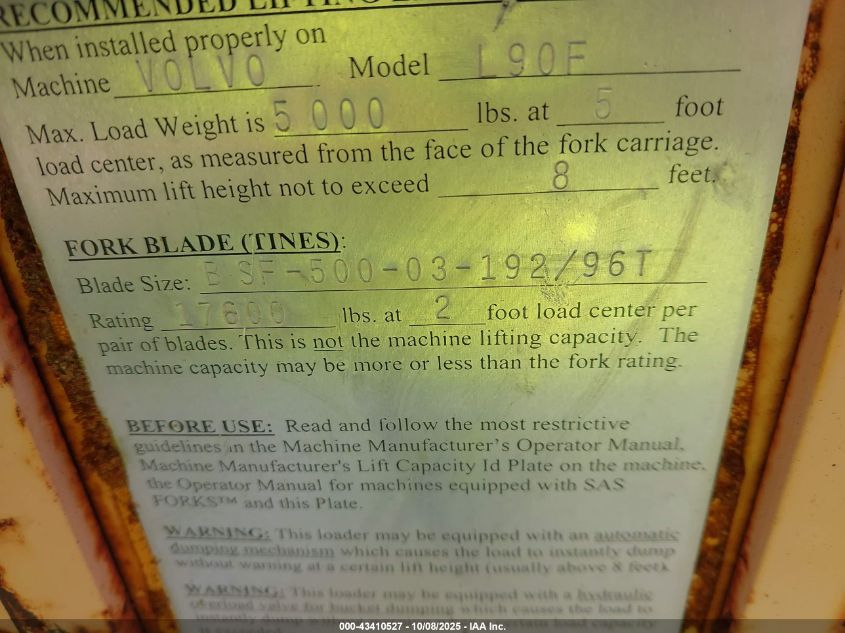 RECOMMENDED LIFTING
When installed properly on
Machine VOLVO Model L90F
Max. Load Weight is 5000 lbs. at 5 foot
load center, as measured from the face of the fork carriage.
Maximum lift height not to exceed 8 feet.
FORK BLADE (TINES):
Blade Size: BSF-500-03-192/96T
Rating 17600 lbs. at 2 foot load center per
pair of blades. This is not the machine lifting capacity. The
machine capacity may be more or less than the fork rating.
BEFORE USE: Read and follow the most restrictive
guidelines in the Machine Manufacturer's Operator Manual,
Machine Manufacturer's Lift Capacity Id Plate on the machine,
the Operator Manual for machines equipped with SAS
FORKS™ and this Plate.
WARNING: This loader may be equipped with an automatic
dumping mechanism which causes the load to instantly dump
without warning at a certain lift height (usually above 8 feet).
WARNING: This loader may be equipped with a hydraulic
overload valve for bucket dumping which causes the load to
instantly dump load capacity
000-43410527 - 10/08/2025 - IAA Inc.